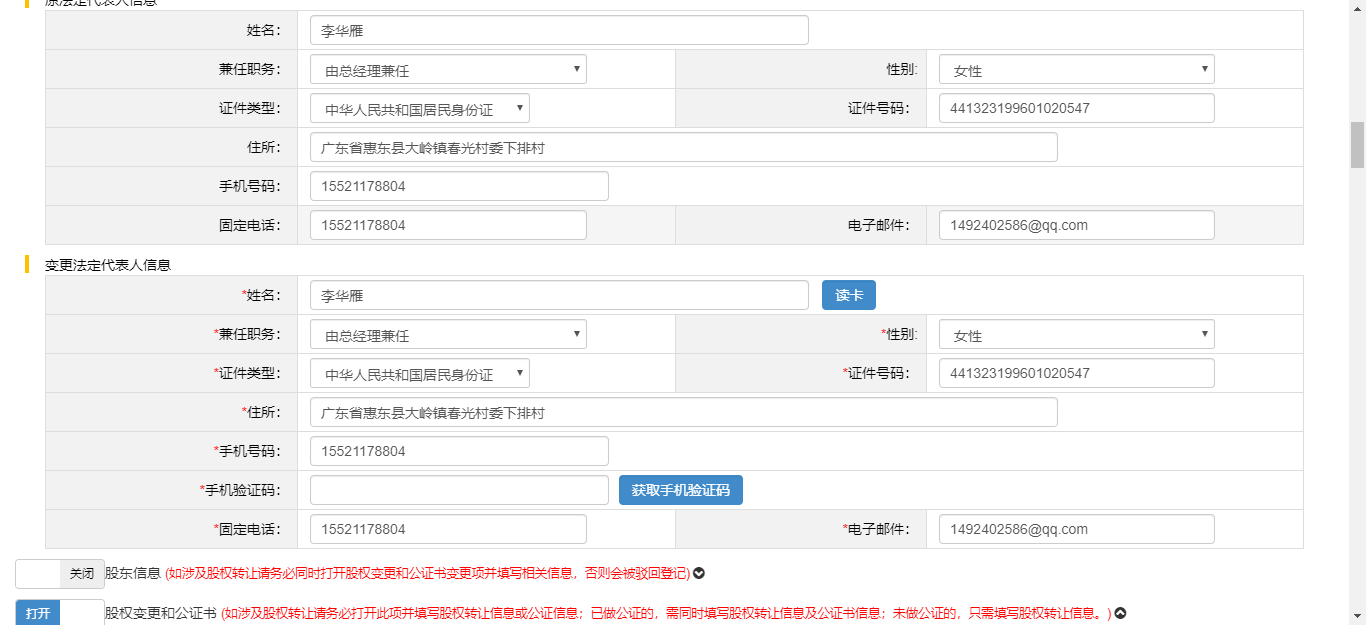 原法定代表人信息
姓名： 李华雁
兼任职务： 由总经理兼任 性别: 女性
证件类型： 中华人民共和国居民身份证 证件号码： 441323199601020547
住所： 广东省惠东县大岭镇春光村委下排村
手机号码： 15521178804
固定电话： 15521178804 电子邮件： 1492402586@qq.com
变更法定代表人信息
*姓名： 李华雁 读卡
*兼任职务： 由总经理兼任 *性别: 女性
*证件类型： 中华人民共和国居民身份证 *证件号码： 441323199601020547
*住所： 广东省惠东县大岭镇春光村委下排村
*手机号码： 15521178804
*手机验证码： 获取手机验证码
*固定电话： 15521178804 *电子邮件： 1492402586@qq.com
关闭 股东信息 (如涉及股权转让请务必同时打开股权变更和公证书变更项并填写相关信息，否则会被驳回登记)
打开 股权变更和公证书 (如涉及股权转让请务必打开此项并填写股权转让信息或公证信息；已做公证的，需同时填写股权转让信息及公证书信息；未做公证的，只需填写股权转让信息。)